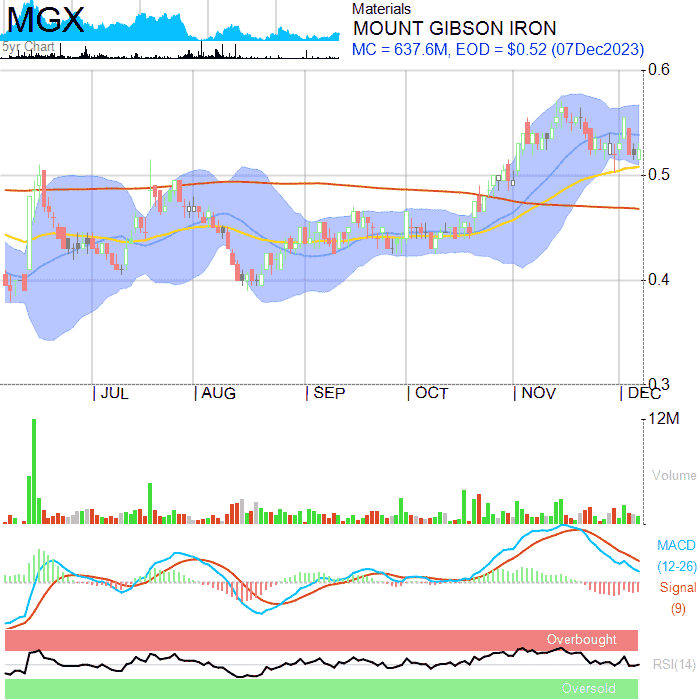 MGX
5yr Chart
Materials
MOUNT GIBSON IRON
MC = 637.6M, EOD = $0.52 (07Dec2023)
0.6
0.5
0.4
0.3
JUL AUG SEP OCT NOV DEC
12M
Volume
MACD
(12-26)
Signal
(9)
Overbought
RSI(14)
Oversold